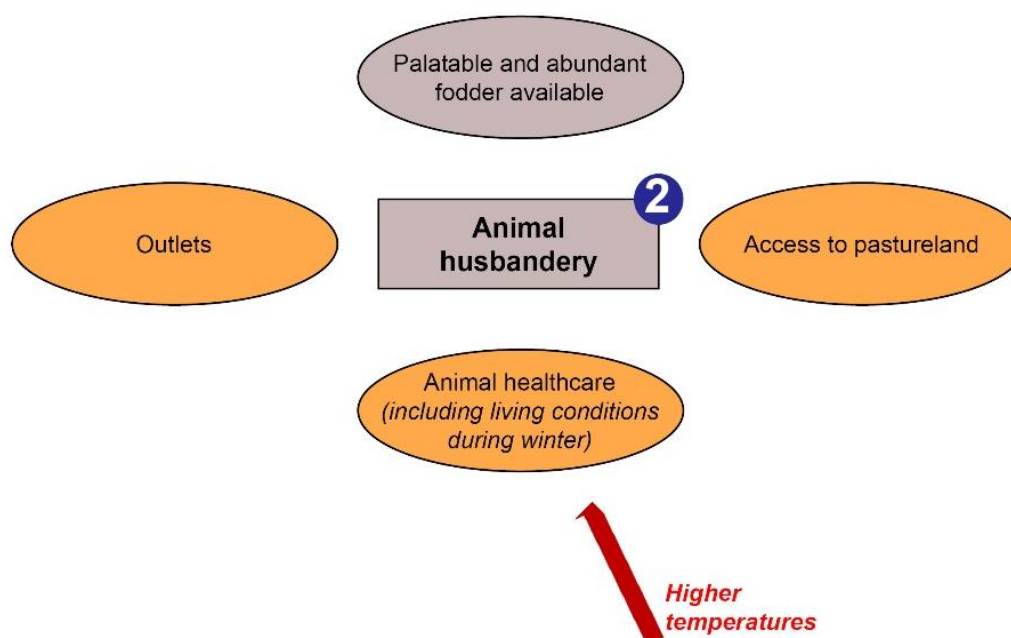 Palatable and abundant
fodder available
2
Outlets
Animal
husbandery
Access to pastureland
Animal healthcare
(including living conditions
during winter)
Higher
temperatures